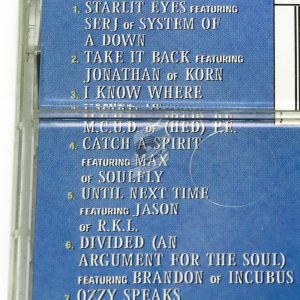 1. STARLIT EYES FEATURING
SERJ OF SYSTEM OF
A DOWN
2. TAKE IT BACK FEATURING
JONATHAN OF KORN
3. I KNOW WHERE
M.C.U.D. OF (HED) P.E.
4. CATCH A SPIRIT
FEATURING MAX
OF SOULFLY
5. UNTIL NEXT TIME
FEATURING JASON
OF R.K.L.
6. DIVIDED (AN
ARGUMENT FOR THE SOUL)
FEATURING BRANDON OF INCUBUS
7. OZZY SPEAKS